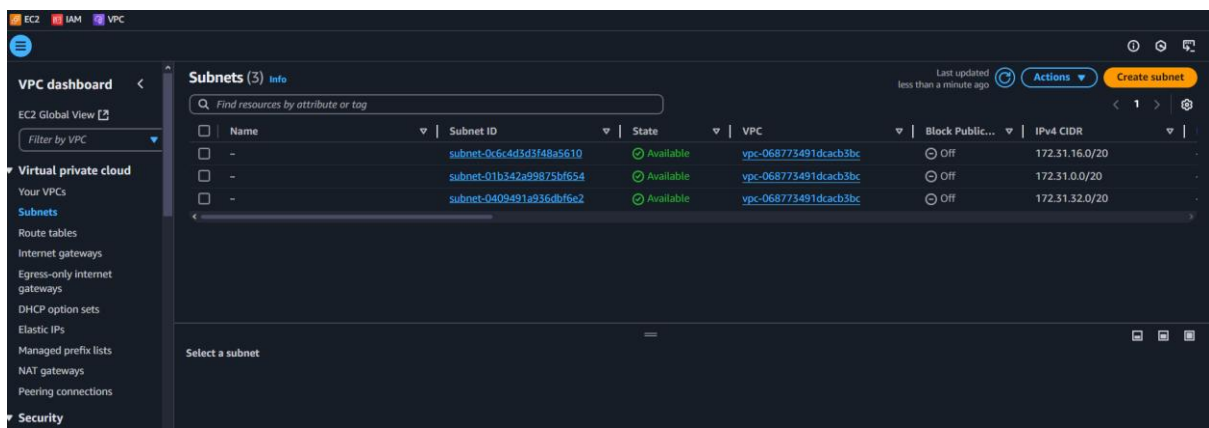 EC2 IAM VPC
VPC dashboard
EC2 Global View
Filter by VPC
Virtual private cloud
Your VPCs
Subnets
Route tables
Internet gateways
Egress-only internet
gateways
DHCP option sets
Elastic IPs
Managed prefix lists
NAT gateways
Peering connections
Security
Subnets (3) Info
Last updated
less than a minute ago
Actions
Create subnet
Find resources by attribute or tag
1
Name Subnet ID State VPC Block Public... IPv4 CIDR
- subnet-0c6c4d3d3f48a5610 Available vpc-068773491dcacb3bc Off 172.31.16.0/20
- subnet-01b342a99875bf654 Available vpc-068773491dcacb3bc Off 172.31.0.0/20
- subnet-0409491a936dbf6e2 Available vpc-068773491dcacb3bc Off 172.31.32.0/20
Select a subnet